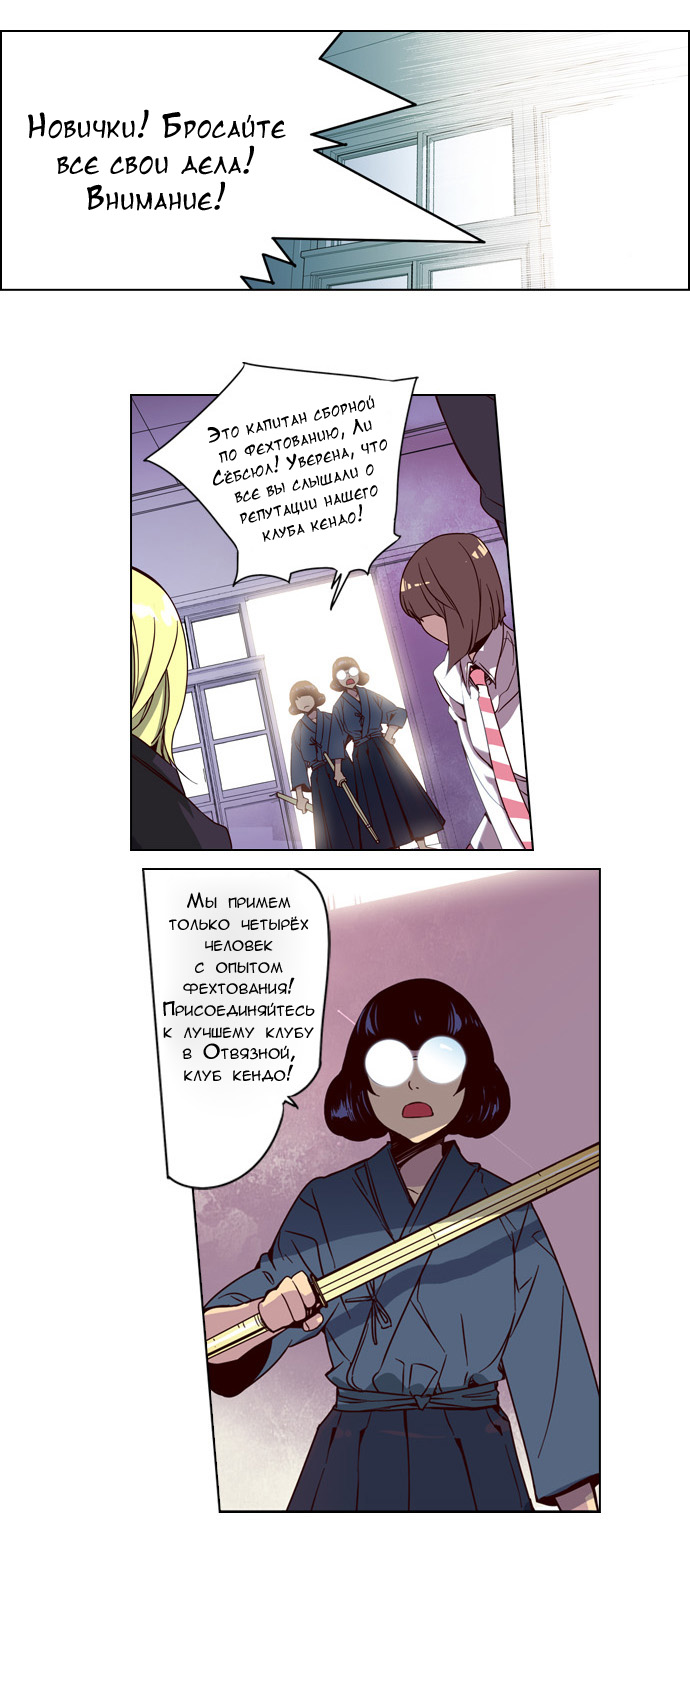 Новички! Бросайте
все свои дела!
Внимание!
Это капитан сборной
по фехтованию, Ли
Сёбсюл! Уверена, что
все вы слышали о
репутации нашего
клуба кендо!
Мы примем
только четырёх
человек
с опытом
фехтования!
Присоединяйтесь
к лучшему клубу
в Отвязной,
клуб кендо!